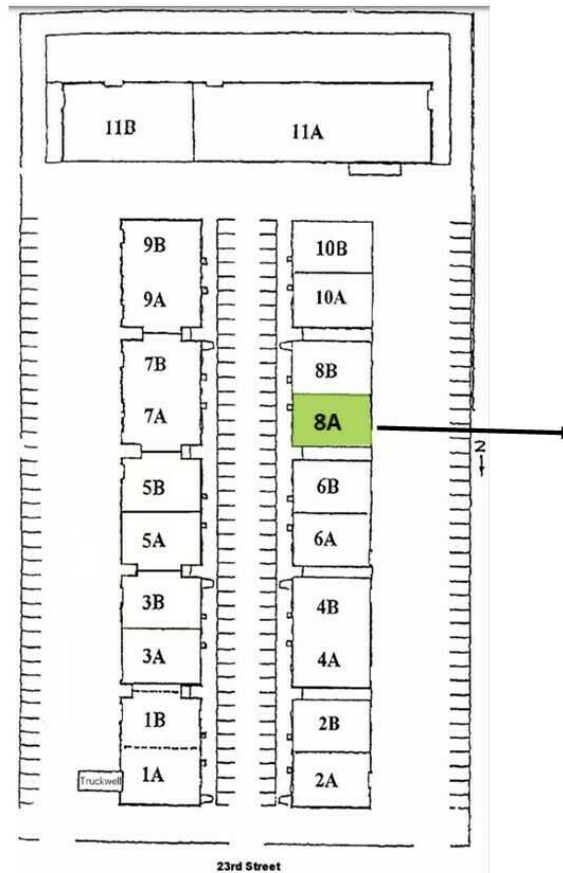 11B 11A
9B 10B
9A 10A
7B 8B
7A 8A
2
5B 6B
5A 6A
3B 4B
3A 4A
1B 2B
Truckwell 1A 2A
23rd Street